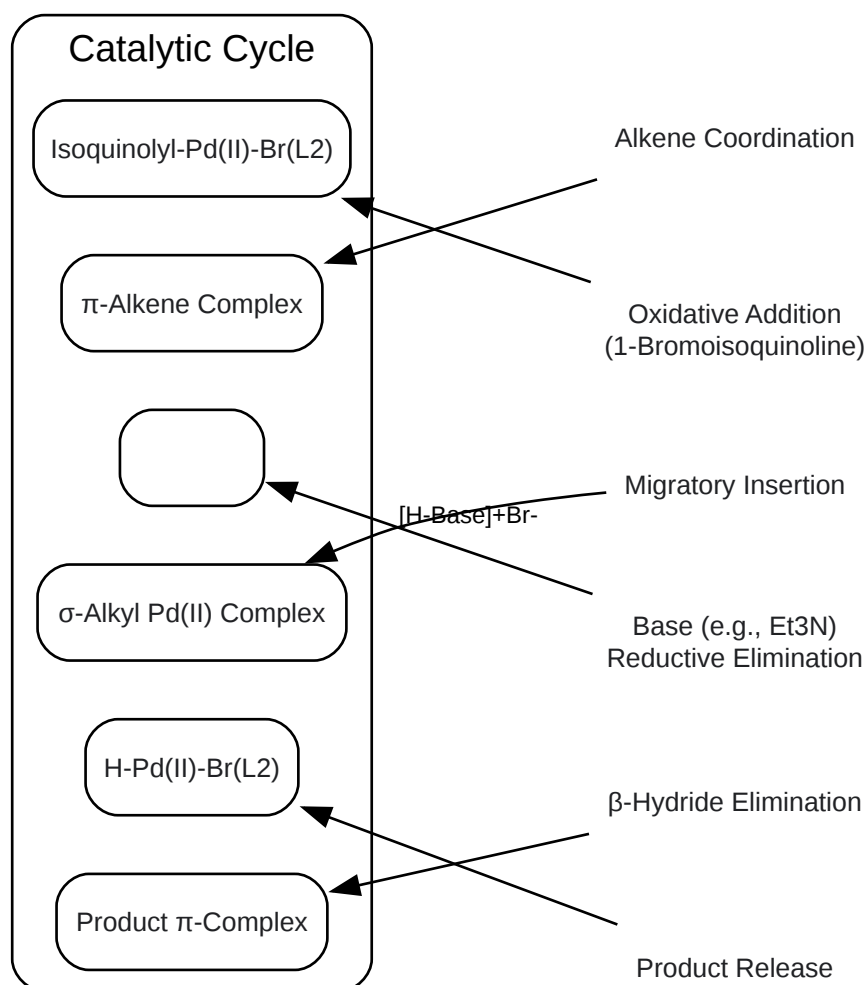 Catalytic Cycle
Isoquinolyl-Pd(II)-Br(L2)
Alkene Coordination
π-Alkene Complex
Oxidative Addition
(1-Bromoisoquinoline)
Migratory Insertion
[H-Base]+Br-
σ-Alkyl Pd(II) Complex
Base (e.g., Et3N)
Reductive Elimination
H-Pd(II)-Br(L2)
β-Hydride Elimination
Product π-Complex
Product Release